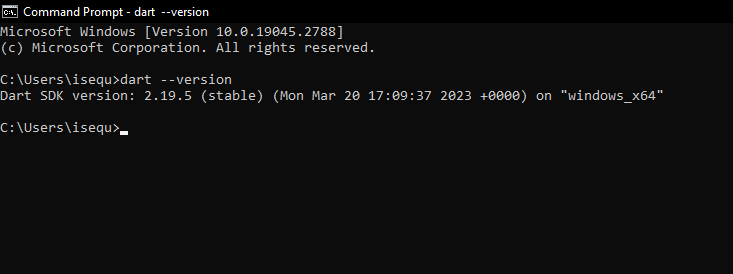 Command Prompt - dart  --version
Microsoft Windows [Version 10.0.19045.2788]
(c) Microsoft Corporation. All rights reserved.
C:\Users\isequ>dart --version
Dart SDK version: 2.19.5 (stable) (Mon Mar 20 17:09:37 2023 +0000) on "windows_x64"
C:\Users\isequ>